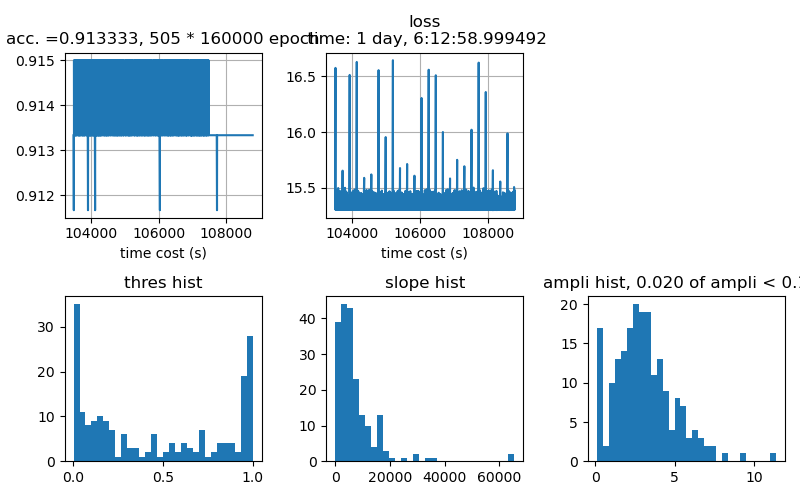 acc. =0.913333, 505 * 160000 epoch
loss
time: 1 day, 6:12:58.999492
0.915
0.914
0.913
0.912
104000 106000 108000
time cost (s)
16.5
16.0
15.5
104000 106000 108000
time cost (s)
thres hist
30
20
10
0
0.0 0.5 1.0
slope hist
40
30
20
10
0
0 20000 40000 60000
ampli hist, 0.020 of ampli < 0.1
20
15
10
5
0
0 5 10